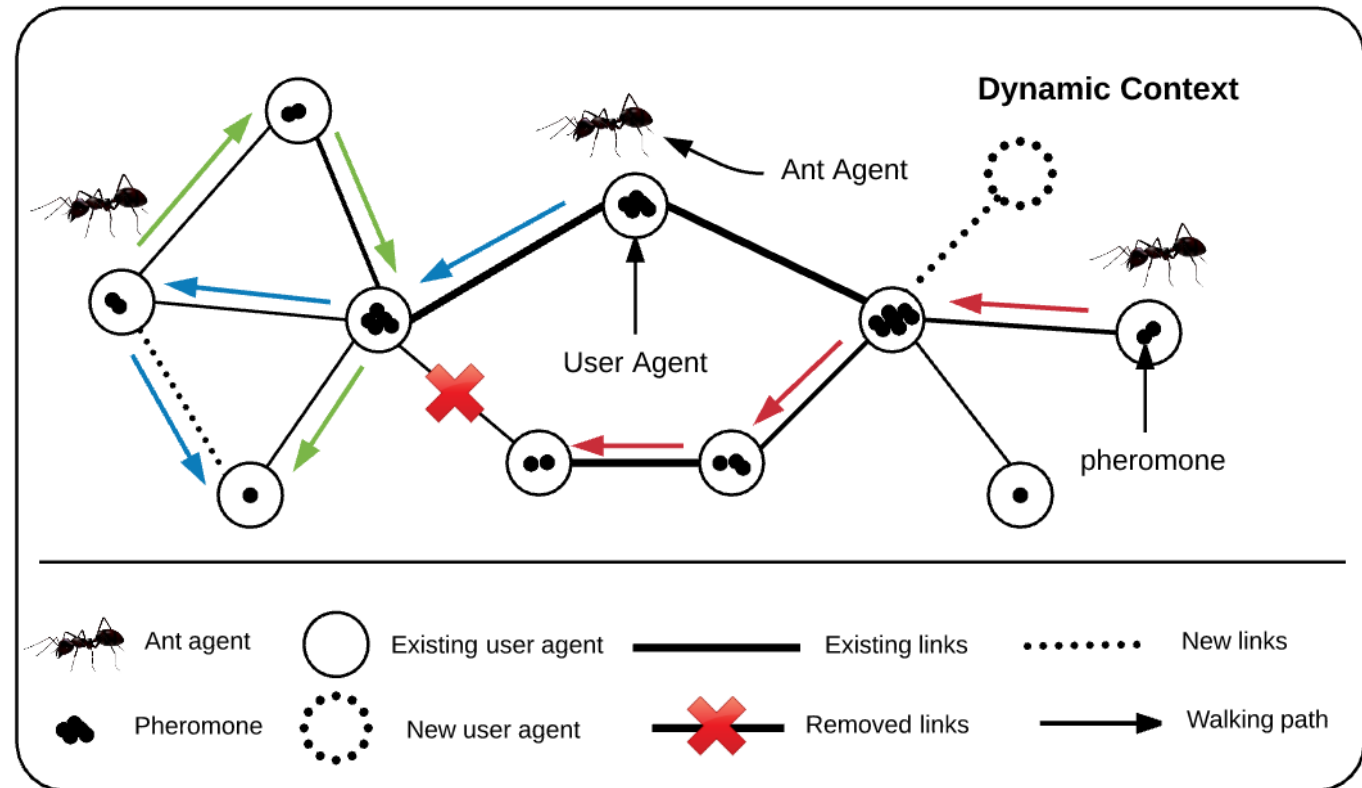 Dynamic Context
Ant Agent
User Agent
pheromone
Ant agent
Existing user agent
Existing links
New links
Pheromone
New user agent
Removed links
Walking path